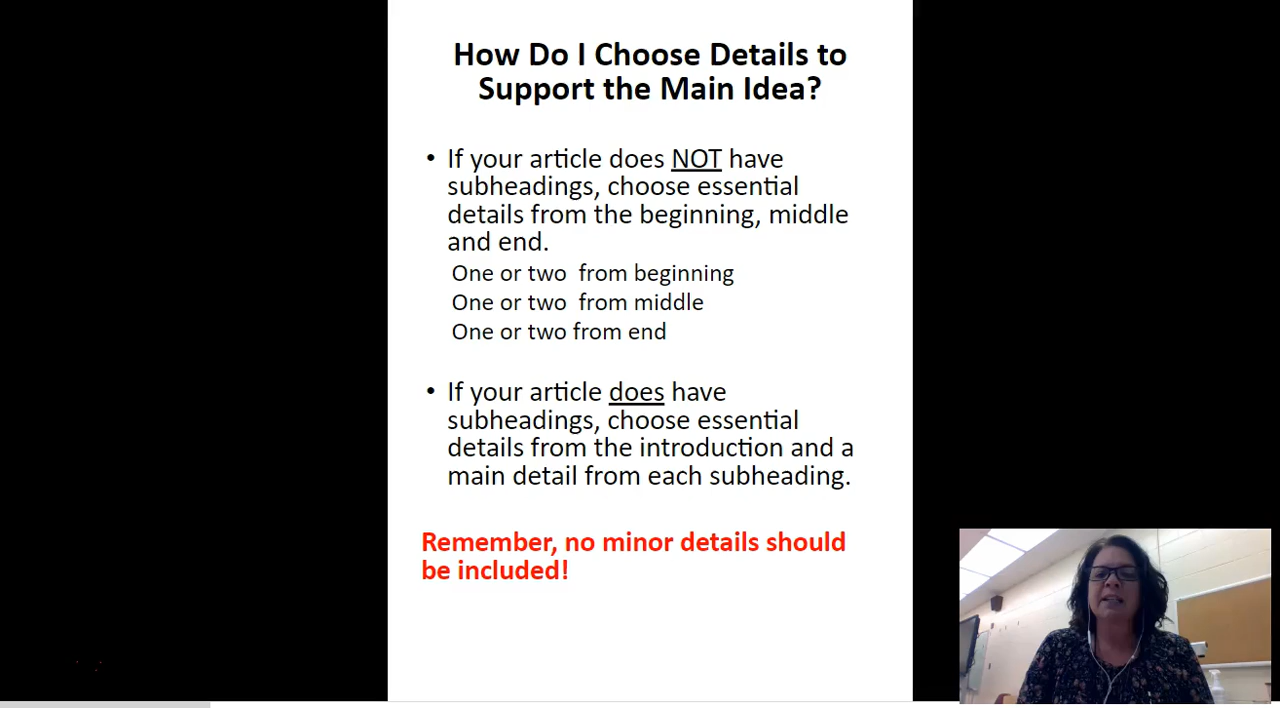 How Do I Choose Details to
Support the Main Idea?
• If your article does NOT have
subheadings, choose essential
details from the beginning, middle
and end.
One or two  from beginning
One or two  from middle
One or two from end
• If your article does have
subheadings, choose essential
details from the introduction and a
main detail from each subheading.
Remember, no minor details should
be included!